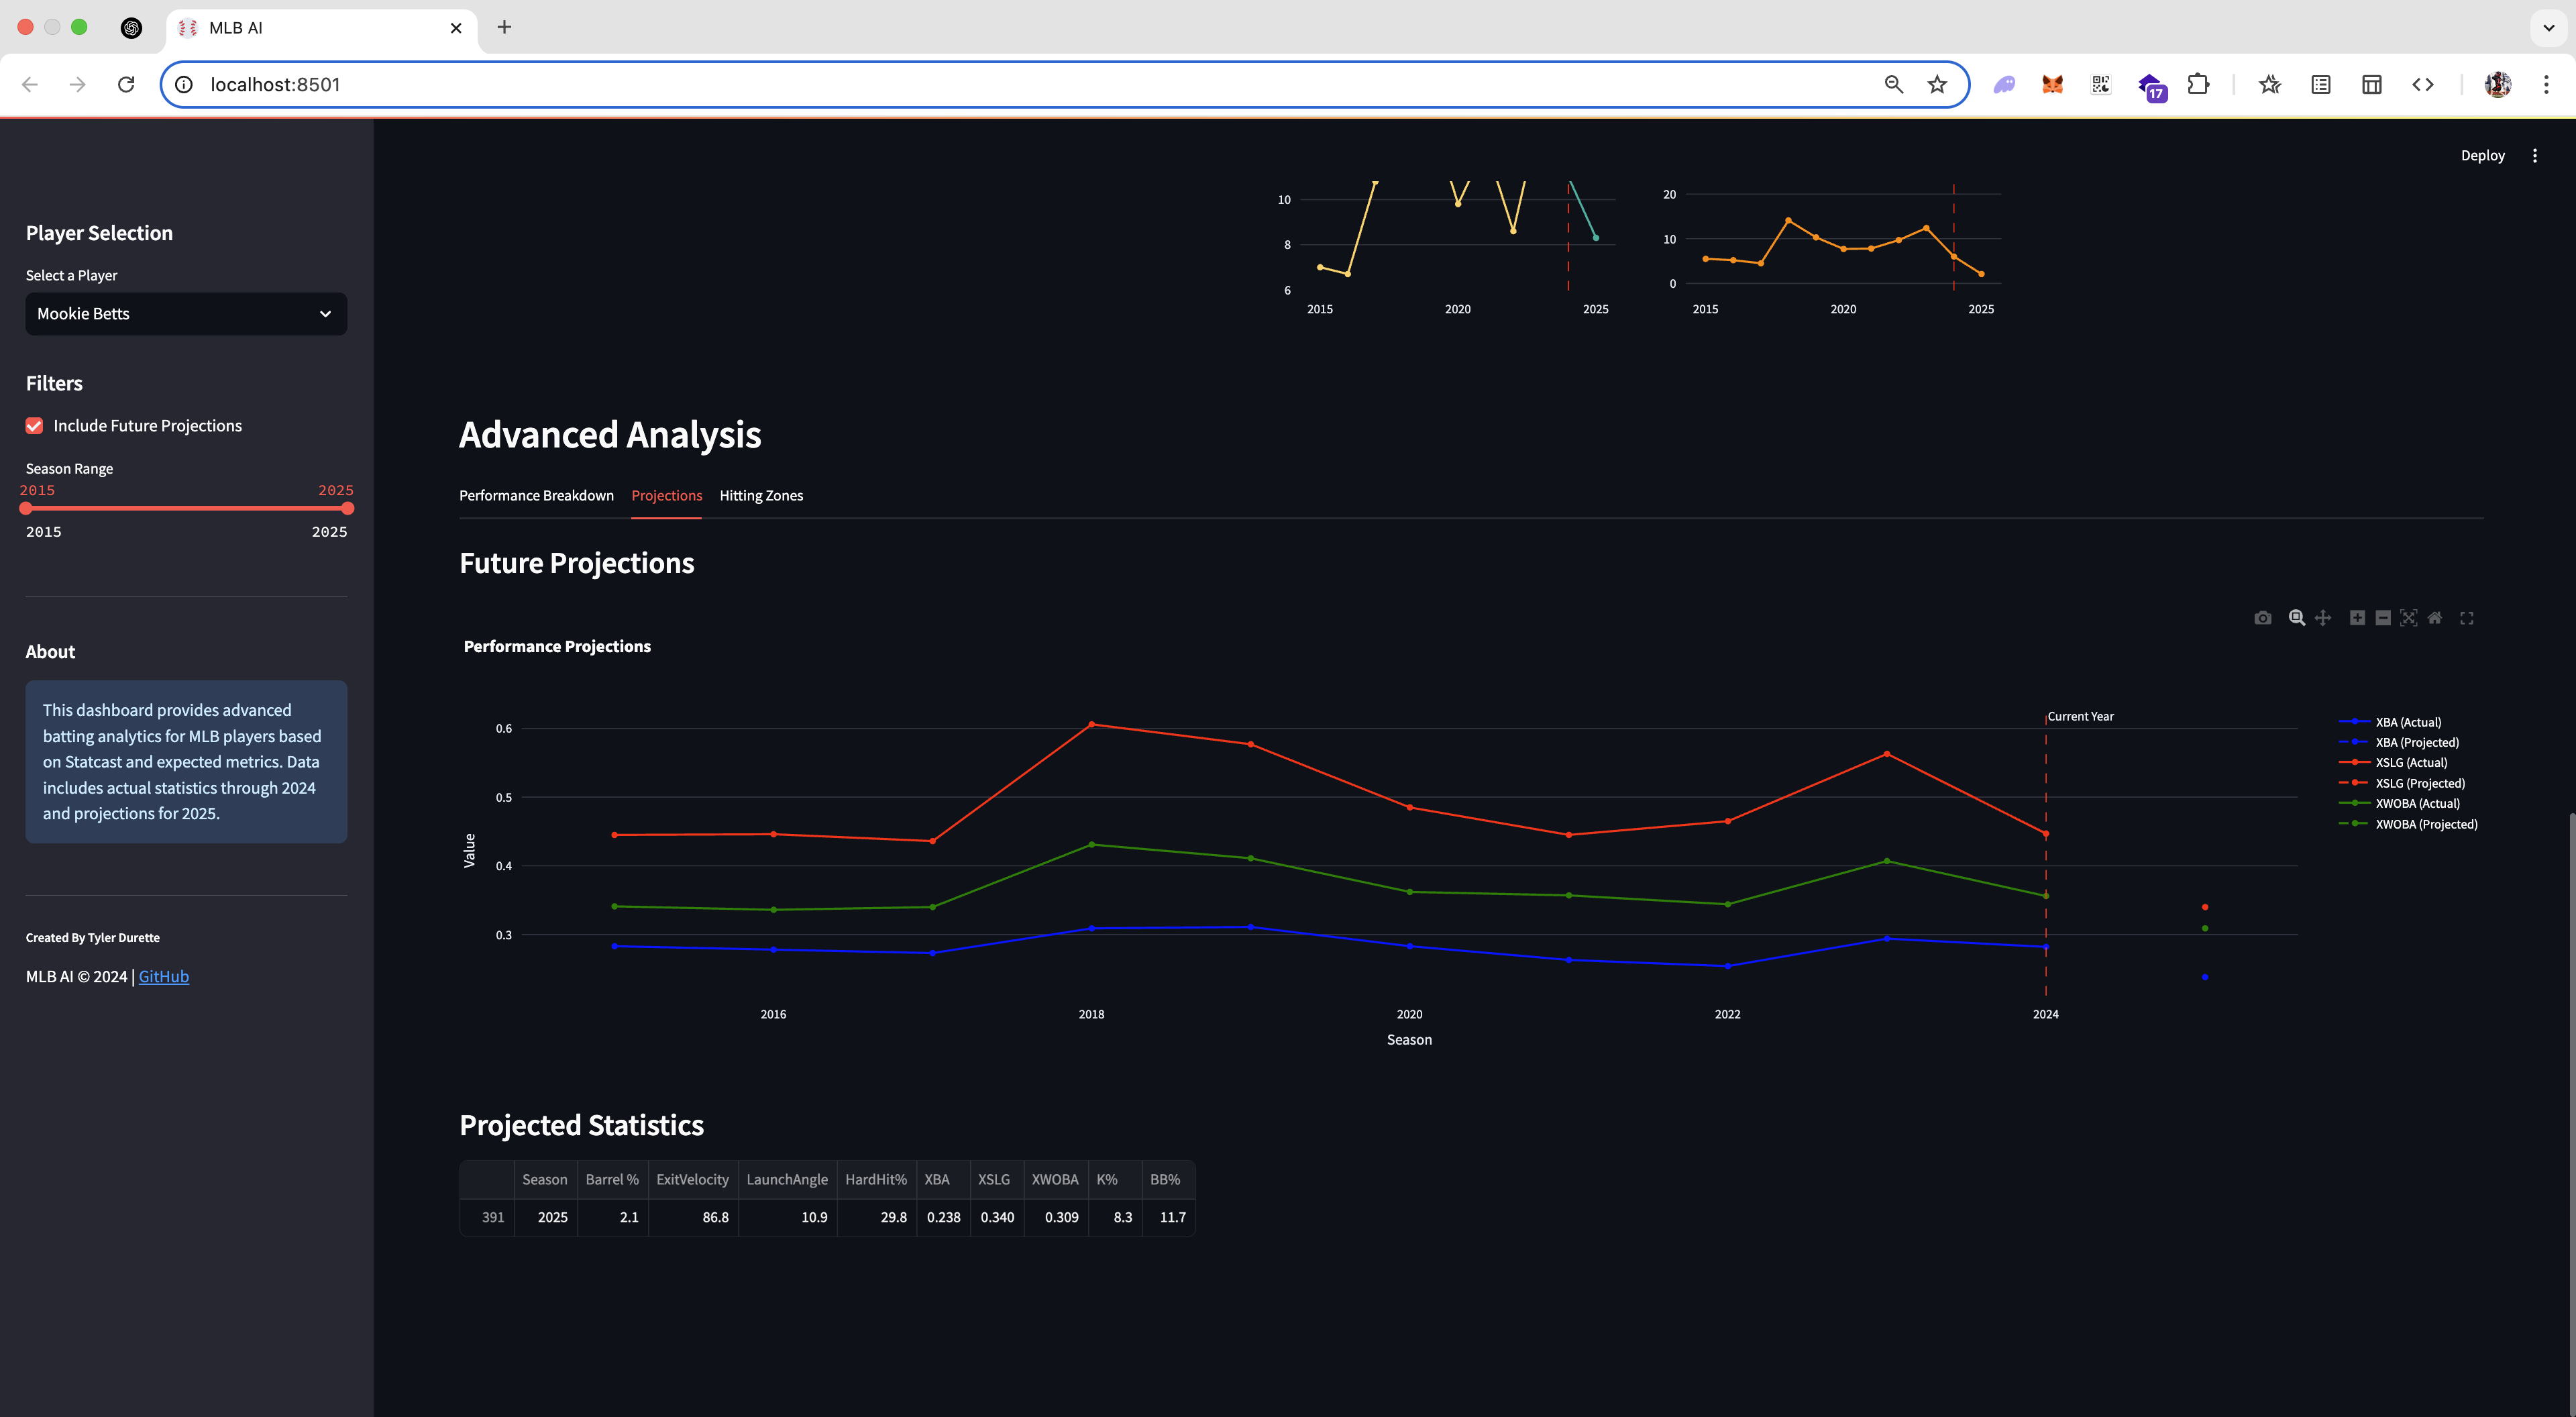 MLB AI
localhost:8501
17
Deploy
Player Selection
Select a Player
Mookie Betts
Filters
Include Future Projections
Season Range
2015 2025
2015 2025
About
This dashboard provides advanced
batting analytics for MLB players based
on Statcast and expected metrics. Data
includes actual statistics through 2024
and projections for 2025.
Created By Tyler Durette
MLB AI © 2024 | GitHub
10
8
6
2015 2020 2025
20
10
0
2015 2020 2025
Advanced Analysis
Performance Breakdown Projections Hitting Zones
Future Projections
Performance Projections
Current Year
0.6
0.5
0.4
0.3
Value
2016 2018 2020 2022 2024
Season
XBA (Actual)
XBA (Projected)
XSLG (Actual)
XSLG (Projected)
XWOBA (Actual)
XWOBA (Projected)
Projected Statistics
Season Barrel % ExitVelocity LaunchAngle HardHit% XBA XSLG XWOBA K% BB%
391 2025 2.1 86.8 10.9 29.8 0.238 0.340 0.309 8.3 11.7